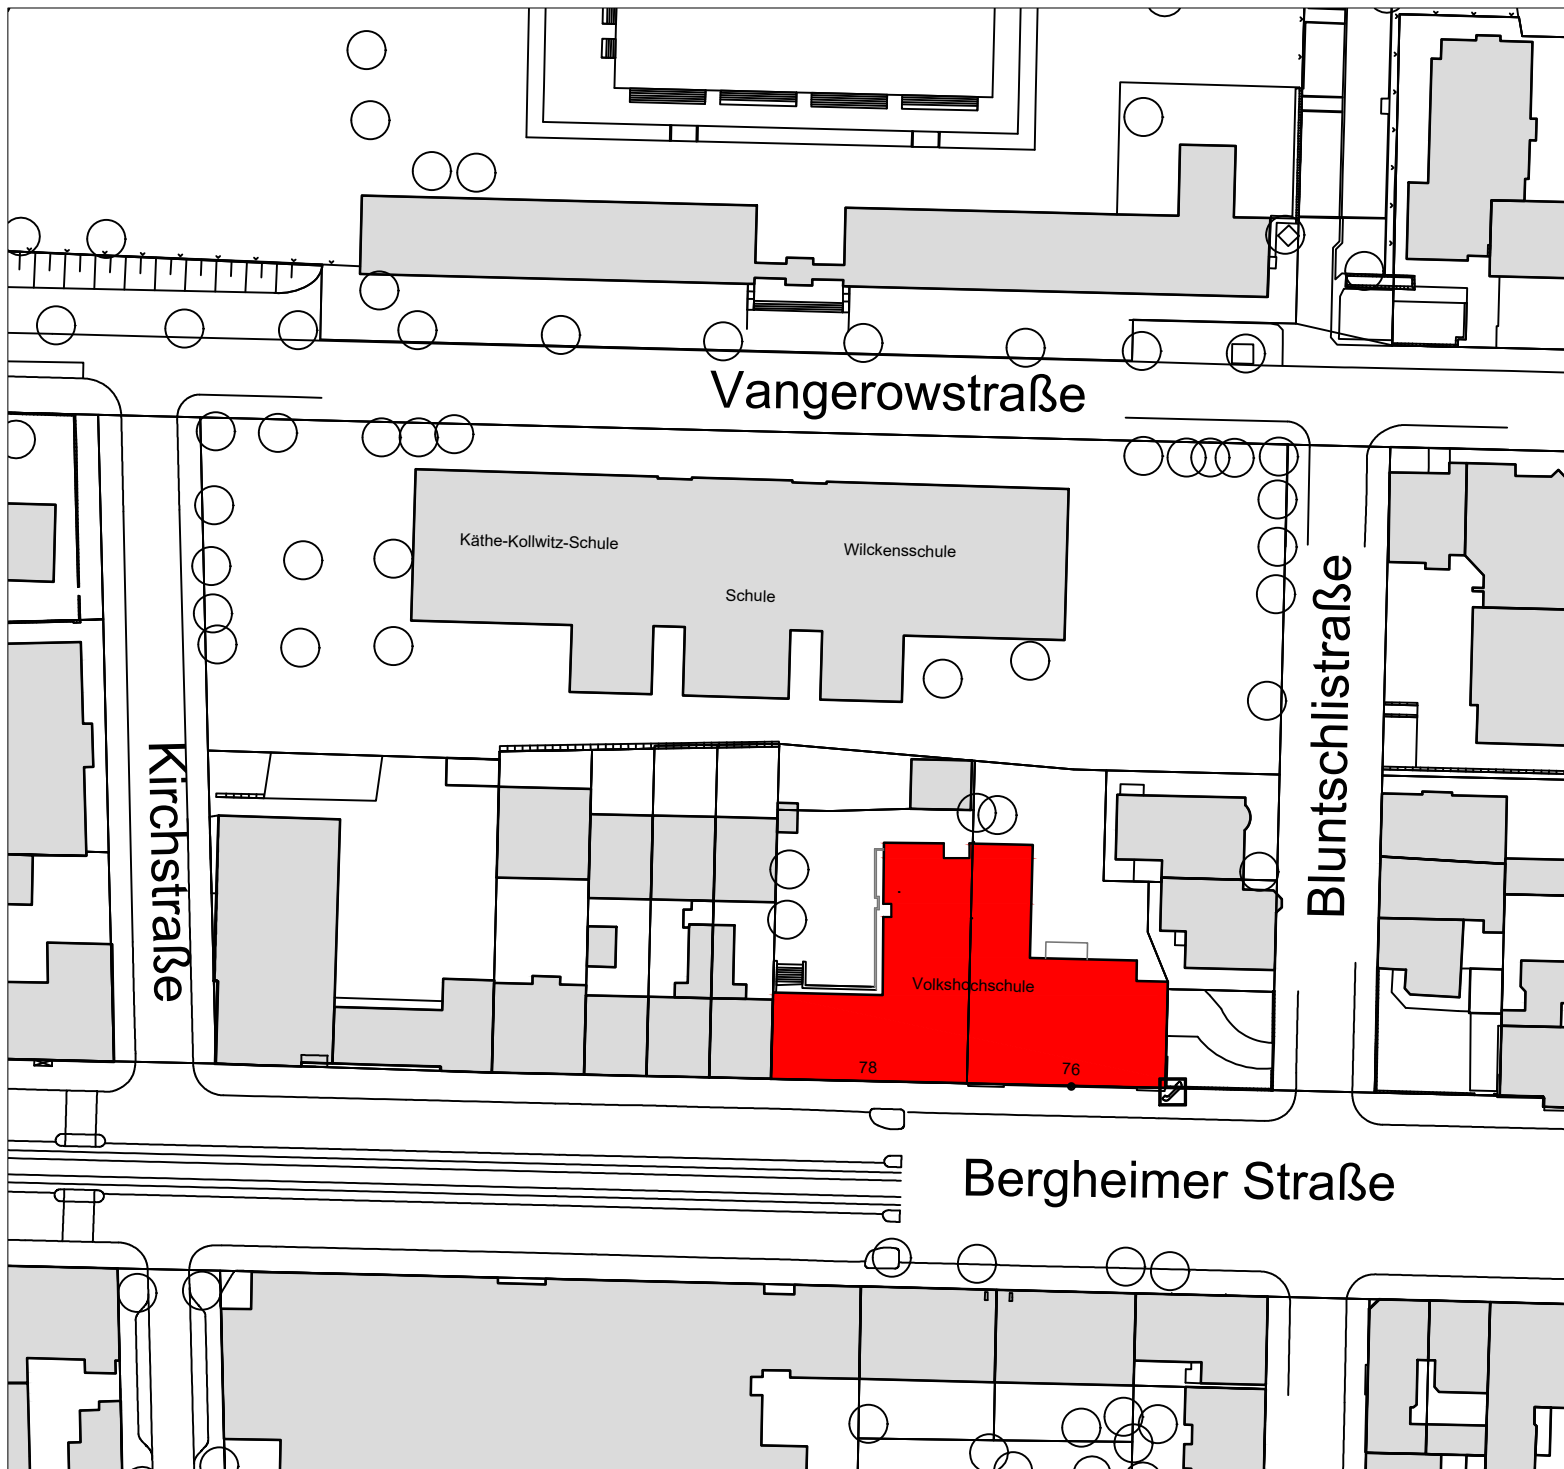 Vangerowstraße
Käthe-Kollwitz-Schule
Wilckensschule
Schule
Bluntschlistraße
Kirchstraße
Volkshochschule
78
76
Bergheimer Straße